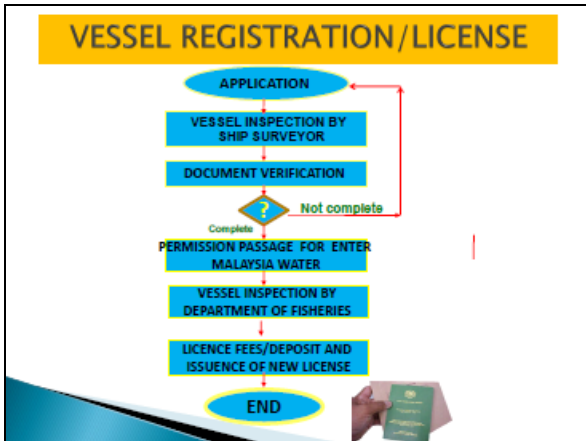 VESSEL REGISTRATION/LICENSE
APPLICATION
VESSEL INSPECTION BY
SHIP SURVEYOR
DOCUMENT VERIFICATION
?
Not complete
Complete
PERMISSION PASSAGE FOR ENTER
MALAYSIA WATER
VESSEL INSPECTION BY
DEPARTMENT OF FISHERIES
LICENCE FEES/DEPOSIT AND
ISSUENCE OF NEW LICENSE
END